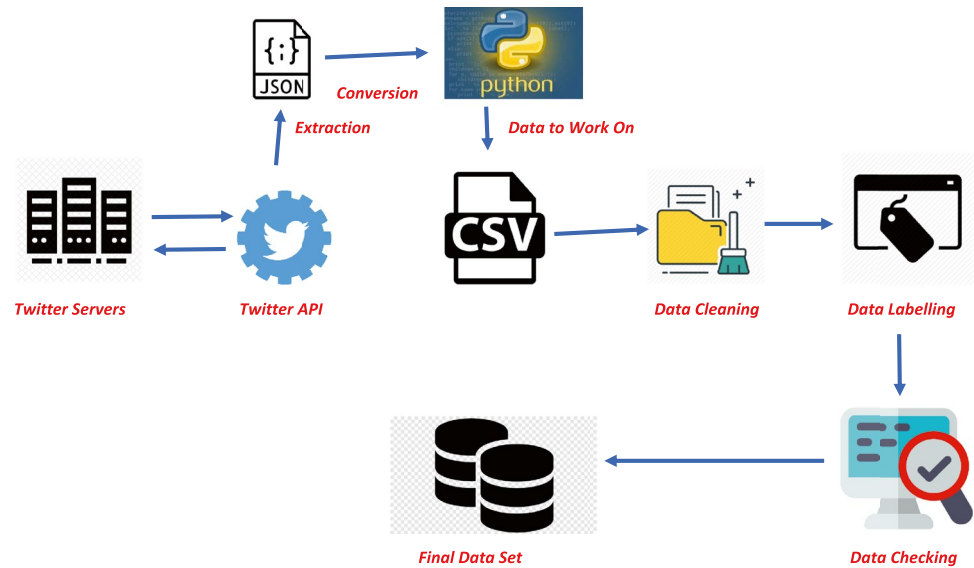 {;}
JSON
Conversion
python
Extraction
Data to Work On
CSV
Twitter Servers
Twitter API
Data Cleaning
Data Labelling
Final Data Set
Data Checking